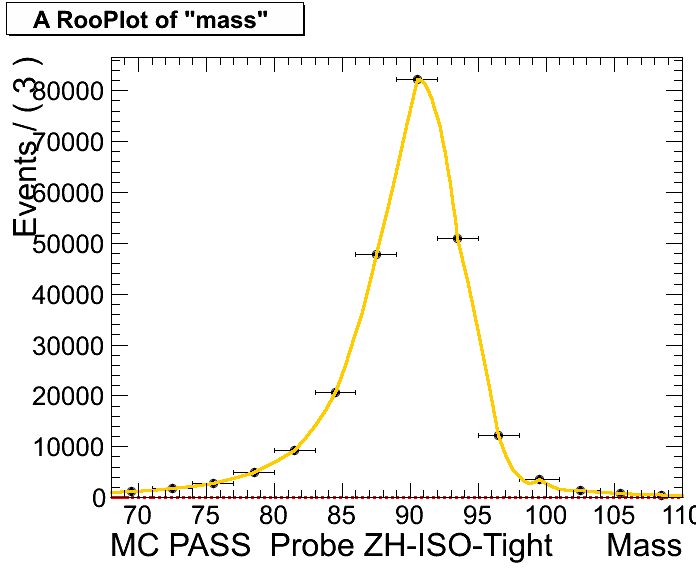 A RooPlot of "mass"
Events / ( 3 )
80000
70000
60000
50000
40000
30000
20000
10000
0
70 75 80 85 90 95 100 105 110
MC PASS Probe ZH-ISO-Tight Mass